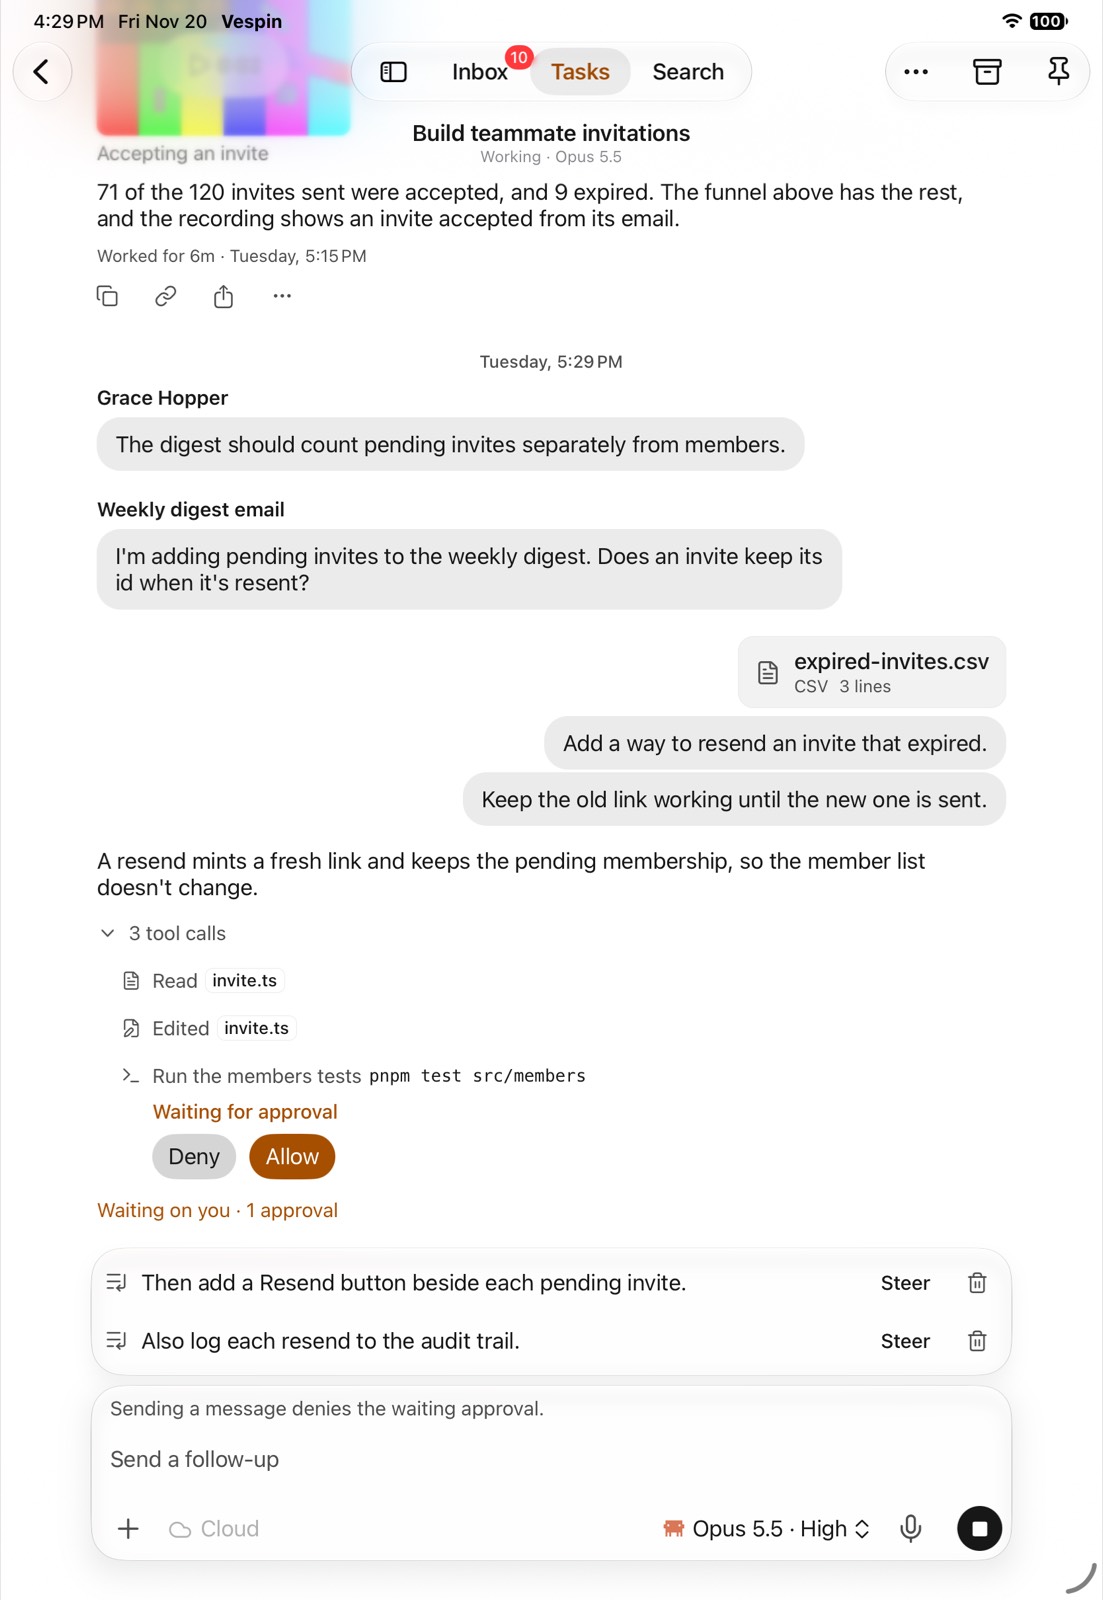 4:29 PM Fri Nov 20 Vespin
100
Inbox 10 Tasks Search
Build teammate invitations
Working · Opus 5.5
Accepting an invite
71 of the 120 invites sent were accepted, and 9 expired. The funnel above has the rest,
and the recording shows an invite accepted from its email.
Worked for 6m · Tuesday, 5:15 PM
Tuesday, 5:29 PM
Grace Hopper
The digest should count pending invites separately from members.
Weekly digest email
I'm adding pending invites to the weekly digest. Does an invite keep its
id when it's resent?
expired-invites.csv
CSV 3 lines
Add a way to resend an invite that expired.
Keep the old link working until the new one is sent.
A resend mints a fresh link and keeps the pending membership, so the member list
doesn't change.
3 tool calls
Read invite.ts
Edited invite.ts
Run the members tests pnpm test src/members
Waiting for approval
Deny Allow
Waiting on you · 1 approval
Then add a Resend button beside each pending invite. Steer
Also log each resend to the audit trail. Steer
Sending a message denies the waiting approval.
Send a follow-up
Cloud Opus 5.5 · High